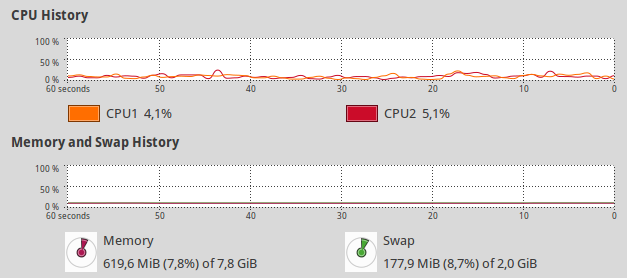 CPU History
100 %
50 %
0 %
60 seconds 50 40 30 20 10 0
CPU1 4,1% CPU2 5,1%
Memory and Swap History
100 %
50 %
0 %
60 seconds 50 40 30 20 10 0
Memory Swap
619,6 MiB (7,8%) of 7,8 GiB 177,9 MiB (8,7%) of 2,0 GiB